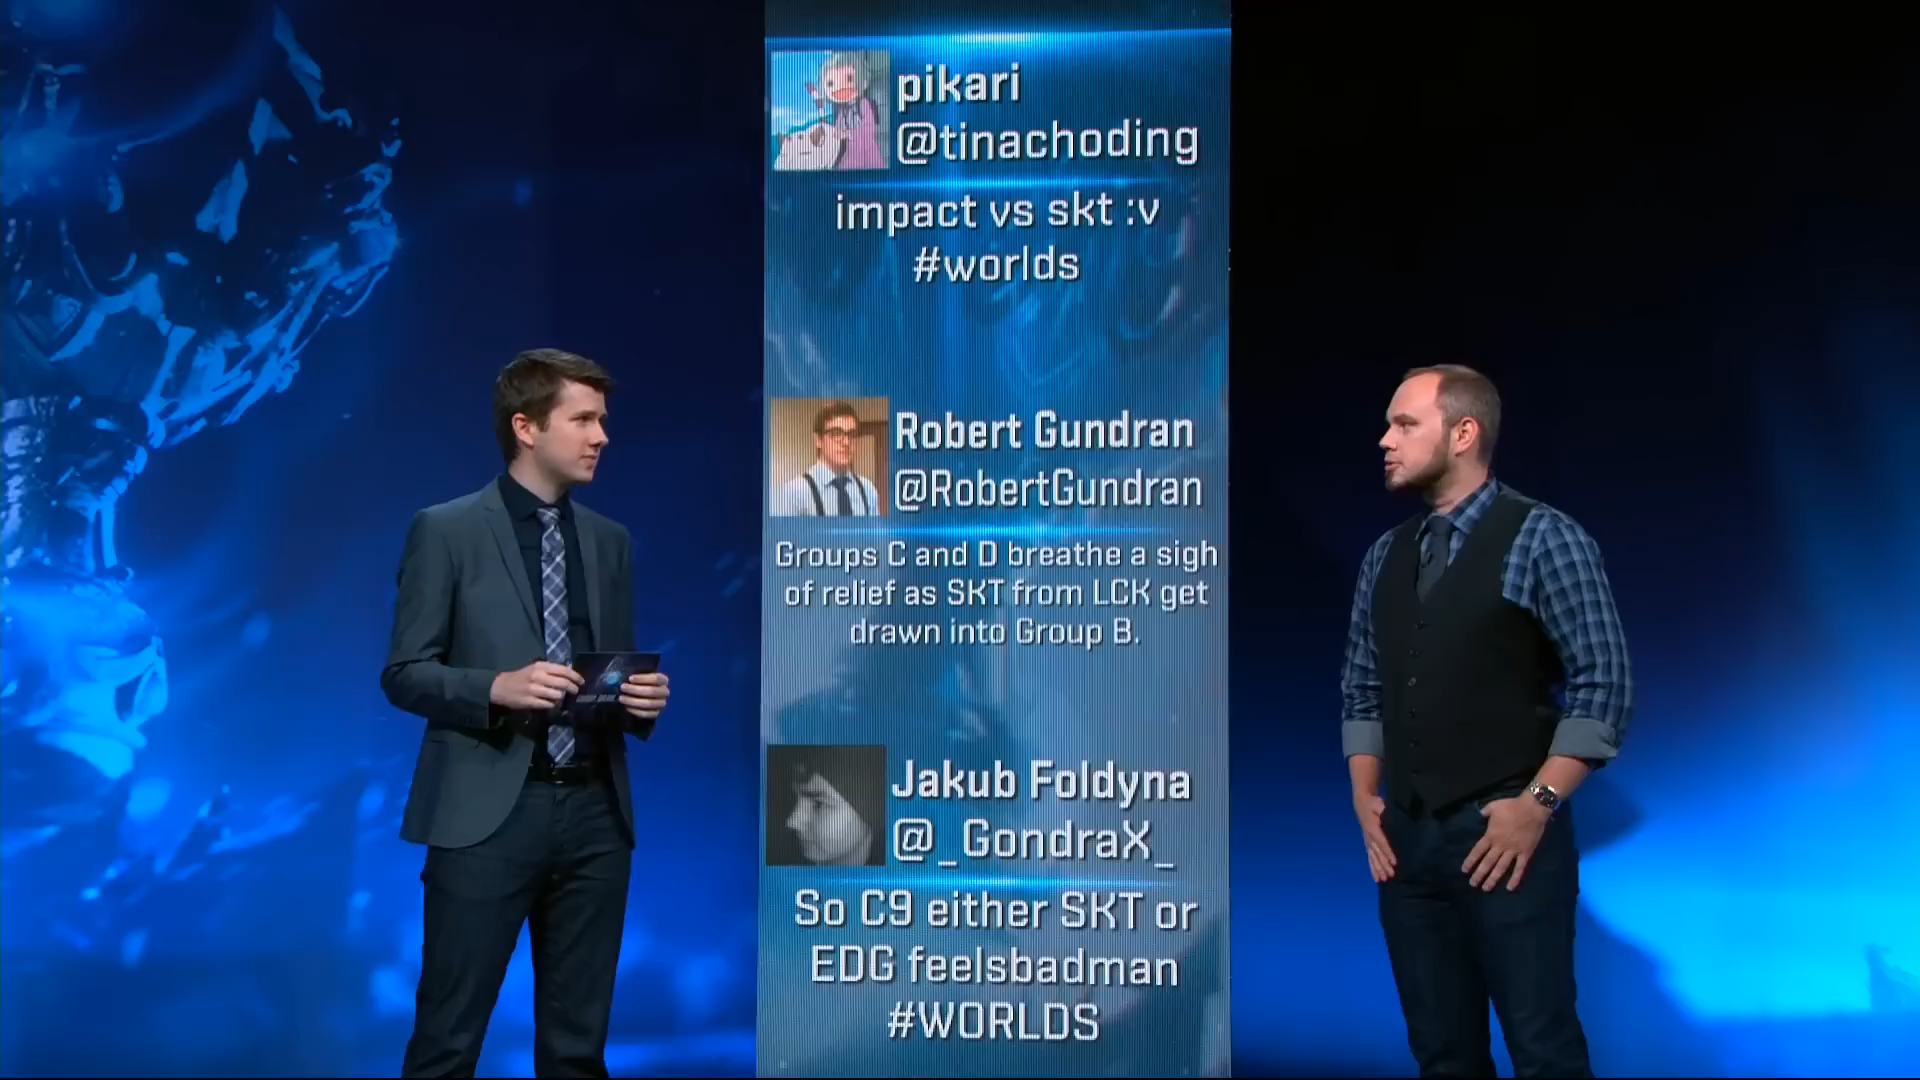 pikari
@tinachoding
impact vs skt :v
#worlds
Robert Gundran
@RobertGundran
Groups C and D breathe a sigh
of relief as SKT from LCK get
drawn into Group B.
Jakub Foldyna
@_GondraX_
So C9 either SKT or
EDG feelsbadman
#WORLDS